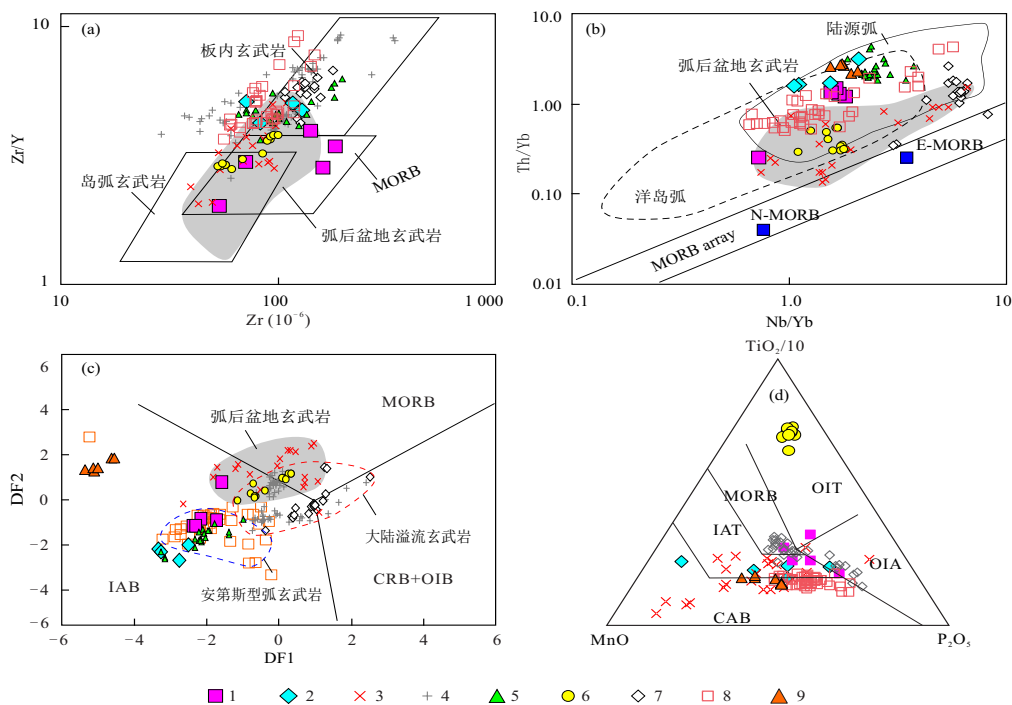 (a)
10
板内玄武岩
Zr/Y
岛弧玄武岩
MORB
弧后盆地玄武岩
1
10
100
1 000
Zr (10⁻⁶)
(b)
10.0
陆源弧
弧后盆地玄武岩
1.00
Th/Yb
E-MORB
0.10
洋岛弧
N-MORB
MORB array
0.01
0.1
1.0
10
Nb/Yb
(c)
6
4
2
0
−2
−4
−6
DF2
MORB
弧后盆地玄武岩
大陆溢流玄武岩
IAB
安第斯型弧玄武岩
CRB+OIB
−6
−4
−2
0
2
4
6
DF1
TiO₂/10
(d)
MORB
OIT
IAT
OIA
CAB
MnO
P₂O₅
1
2
3
4
5
6
7
8
9